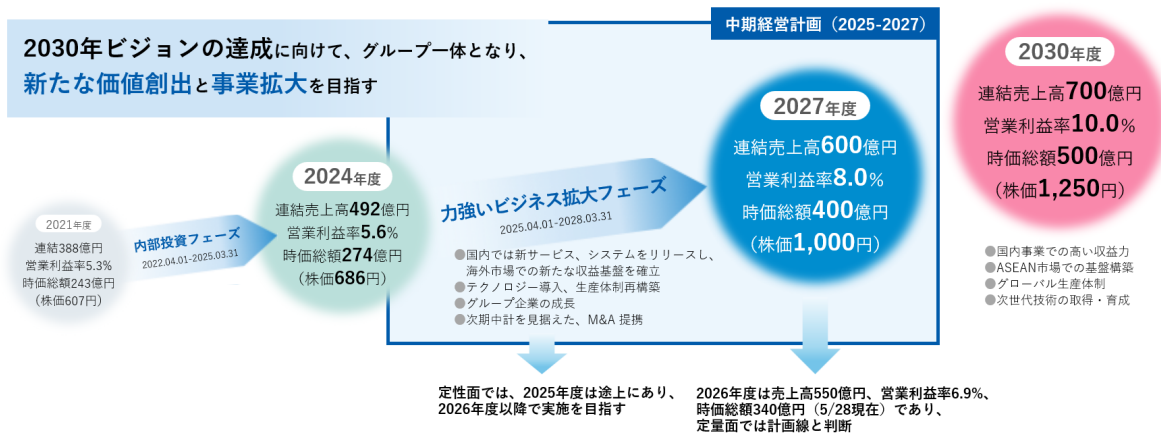 2030年ビジョンの達成に向けて、グループ一体となり、
新たな価値創出と事業拡大を目指す
中期経営計画（2025-2027）
2021年度
連結388億円
営業利益率5.3%
時価総額243億円
（株価607円）
内部投資フェーズ
2022.04.01-2025.03.31
2024年度
連結売上高492億円
営業利益率5.6%
時価総額274億円
（株価686円）
力強いビジネス拡大フェーズ
2025.04.01-2028.03.31
●国内では新サービス、システムをリリースし、
海外市場での新たな収益基盤を確立
●テクノロジー導入、生産体制再構築
●グループ企業の成長
●次期中計を見据えた、M&A 提携
2027年度
連結売上高600億円
営業利益率8.0%
時価総額400億円
（株価1,000円）
2030年度
連結売上高700億円
営業利益率10.0%
時価総額500億円
（株価1,250円）
●国内事業での高い収益力
●ASEAN市場での基盤構築
●グローバル生産体制
●次世代技術の取得・育成
定性面では、2025年度は途上にあり、
2026年度以降で実施を目指す
2026年度は売上高550億円、営業利益率6.9%、
時価総額340億円（5/28現在）であり、
定量面では計画線と判断